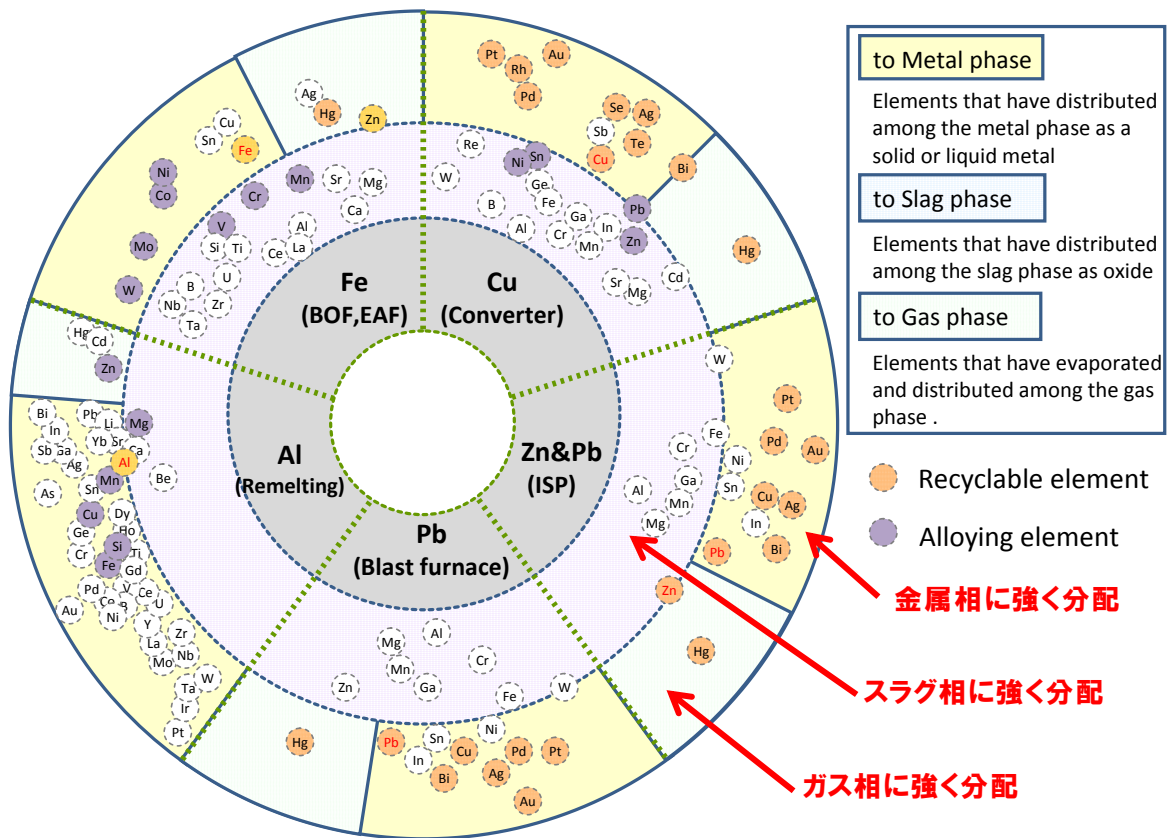 to Metal phase
Elements that have distributed
among the metal phase as a
solid or liquid metal
to Slag phase
Elements that have distributed
among the slag phase as oxide
to Gas phase
Elements that have evaporated
and distributed among the gas
phase .
Recyclable element
Alloying element
金属相に強く分配
スラグ相に強く分配
ガス相に強く分配
Fe
(BOF,EAF)
Ag
Hg
Zn
Cu
Sn
Fe
Ni
Co
Mo
W
Mn
Sr
Mg
Cr
Ca
V
Al
Si
Ti
Ce
La
B
U
Nb
Zr
Ta
Cu
(Converter)
Pt
Au
Rh
Pd
Se
Ag
Sb
Te
Cu
Bi
Hg
Re
W
Ni
Sn
Ge
B
Fe
Ga
Pb
Al
Cr
In
Mn
Zn
Sr
Mg
Cd
Zn&Pb
(ISP)
W
Pt
Fe
Pd
Au
Cr
Ni
Ga
Sn
Cu
Ag
Al
Mn
In
Mg
Pb
Bi
Zn
Hg
Pb
(Blast furnace)
Al
Mg
Mn
Cr
Zn
Ga
Fe
W
Hg
Pb
Sn
Ni
In
Cu
Pd
Pt
Bi
Ag
Au
Al
(Remelting)
Hg
Cd
Zn
Bi
Pb
Li
Mg
In
Yb
Sr
Ca
Sb
Ga
Ag
Al
Be
As
Sn
Mn
Cu
Dy
Ge
Ho
Si
Cr
Ti
Fe
Gd
Pd
V
Ce
Au
Co
B
U
Ni
Y
Zr
La
Mo
Nb
Ta
W
Ir
Pt